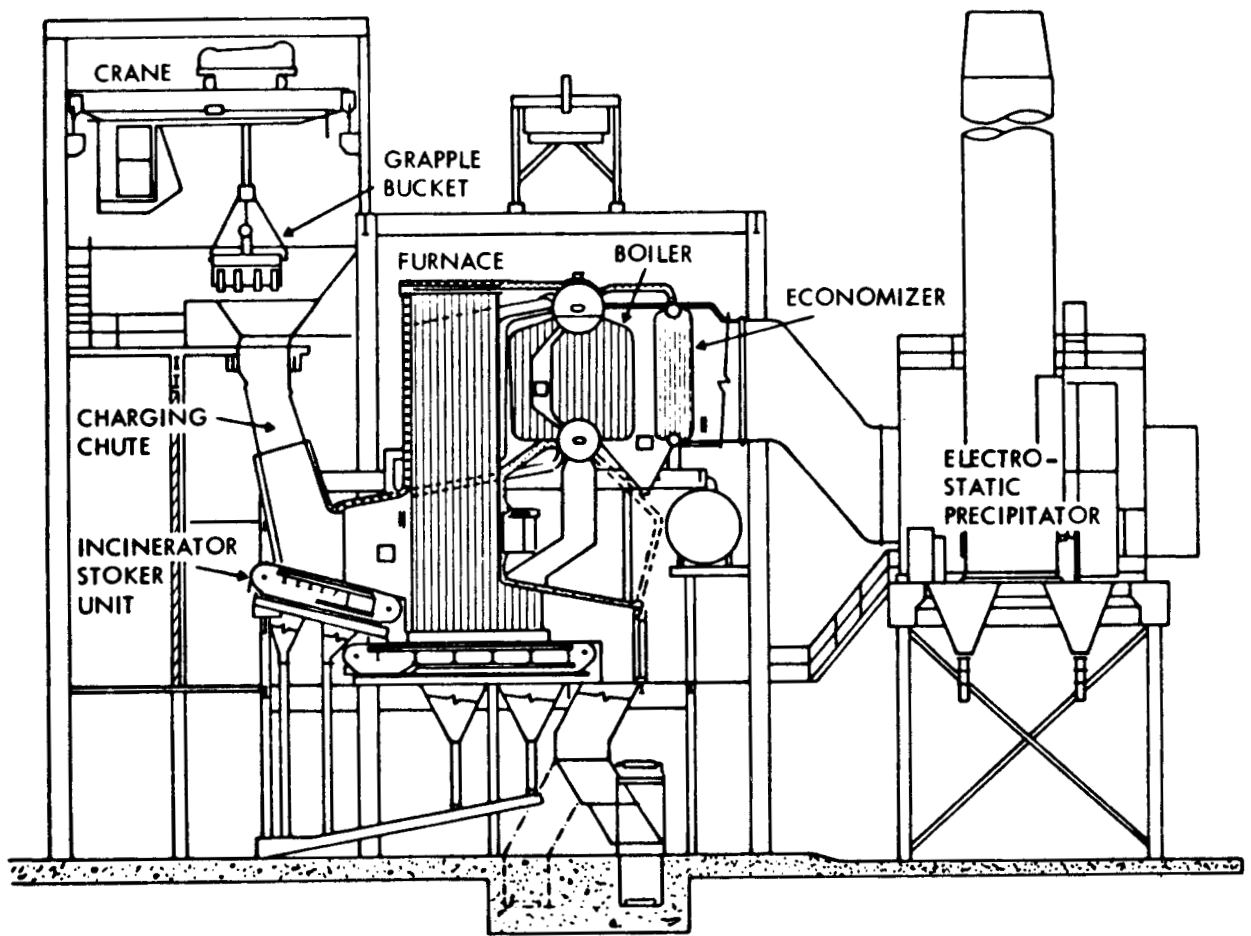 CRANE
GRAPPLE
BUCKET
FURNACE
BOILER
ECONOMIZER
CHARGING
CHUTE
ELECTRO-
STATIC
PRECIPITATOR
INCINERATOR
STOKER
UNIT